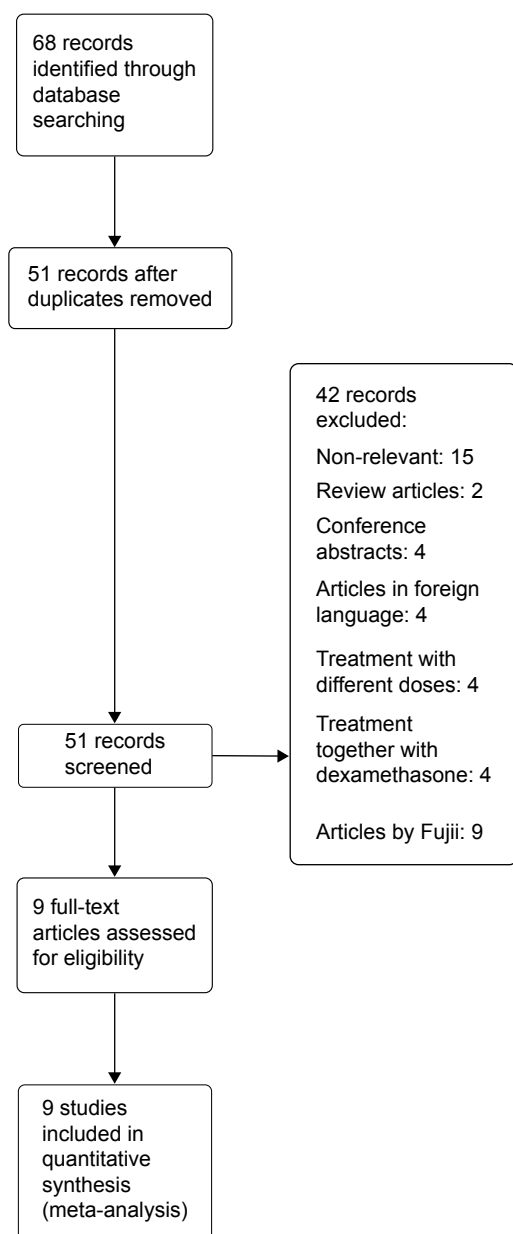 68 records
identified through
database
searching
51 records after
duplicates removed
42 records
excluded:
Non-relevant: 15
Review articles: 2
Conference
abstracts: 4
Articles in foreign
language: 4
Treatment with
different doses: 4
Treatment
together with
dexamethasone: 4
Articles by Fujii: 9
51 records
screened
9 full-text
articles assessed
for eligibility
9 studies
included in
quantitative
synthesis
(meta-analysis)